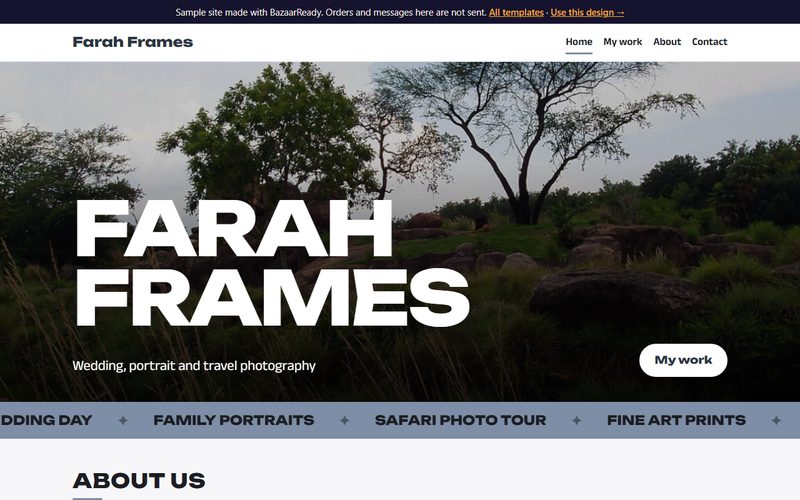 Sample site made with BazaarReady. Orders and messages here are not sent. All templates · Use this design →
Farah Frames
Home My work About Contact
FARAH
FRAMES
Wedding, portrait and travel photography
My work
DDING DAY ✦ FAMILY PORTRAITS ✦ SAFARI PHOTO TOUR ✦ FINE ART PRINTS ✦
ABOUT US